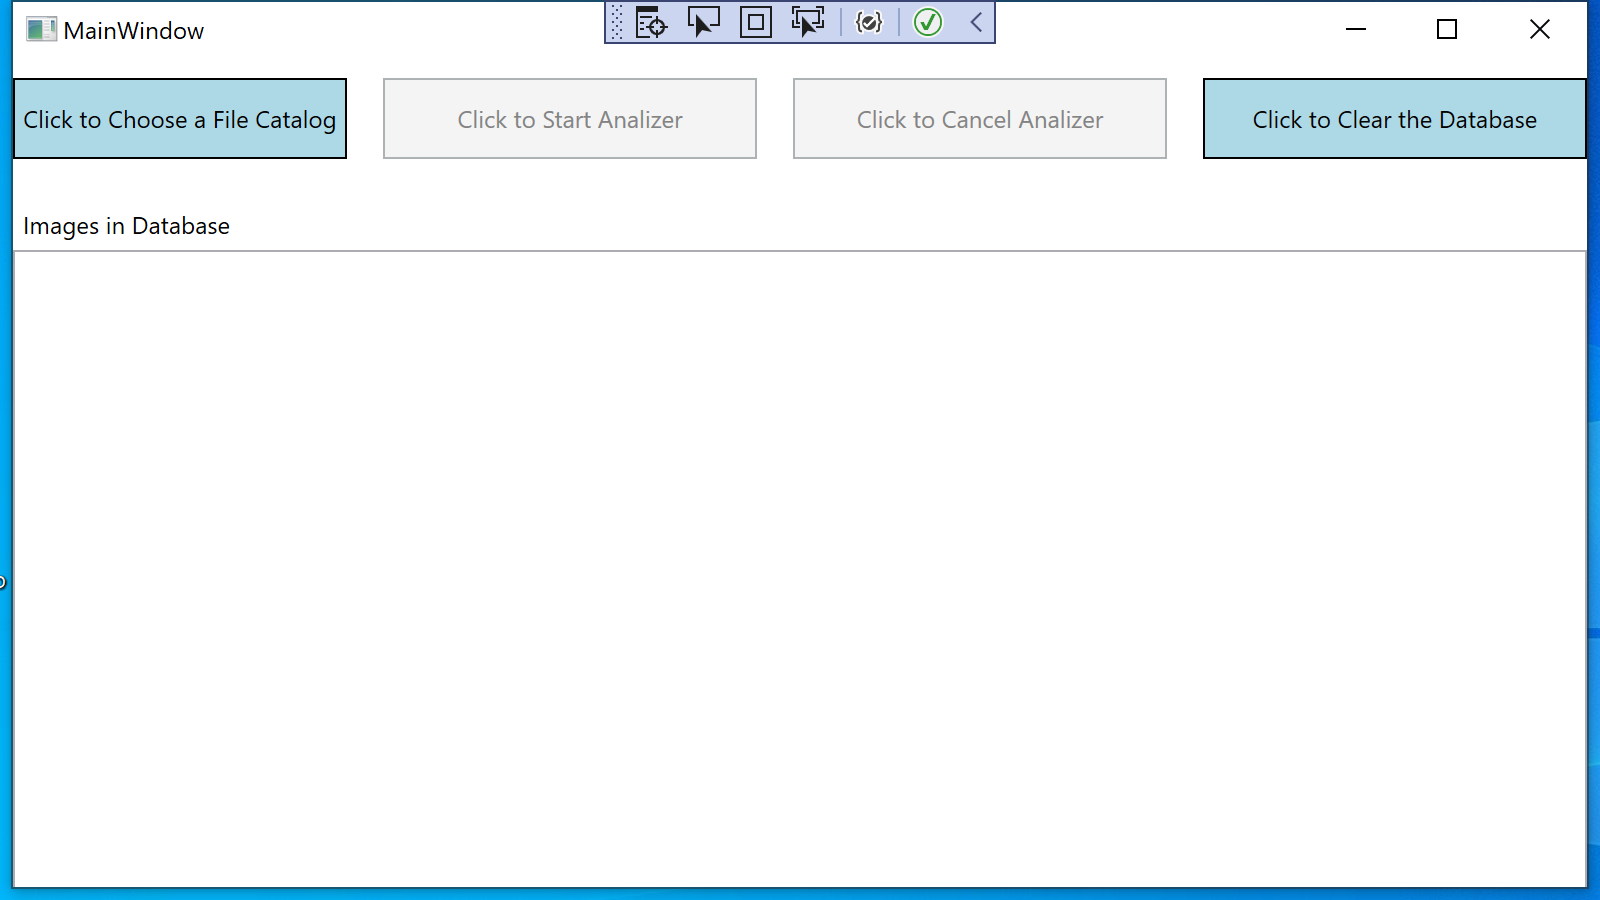 MainWindow
Click to Choose a File Catalog
Click to Start Analizer
Click to Cancel Analizer
Click to Clear the Database
Images in Database